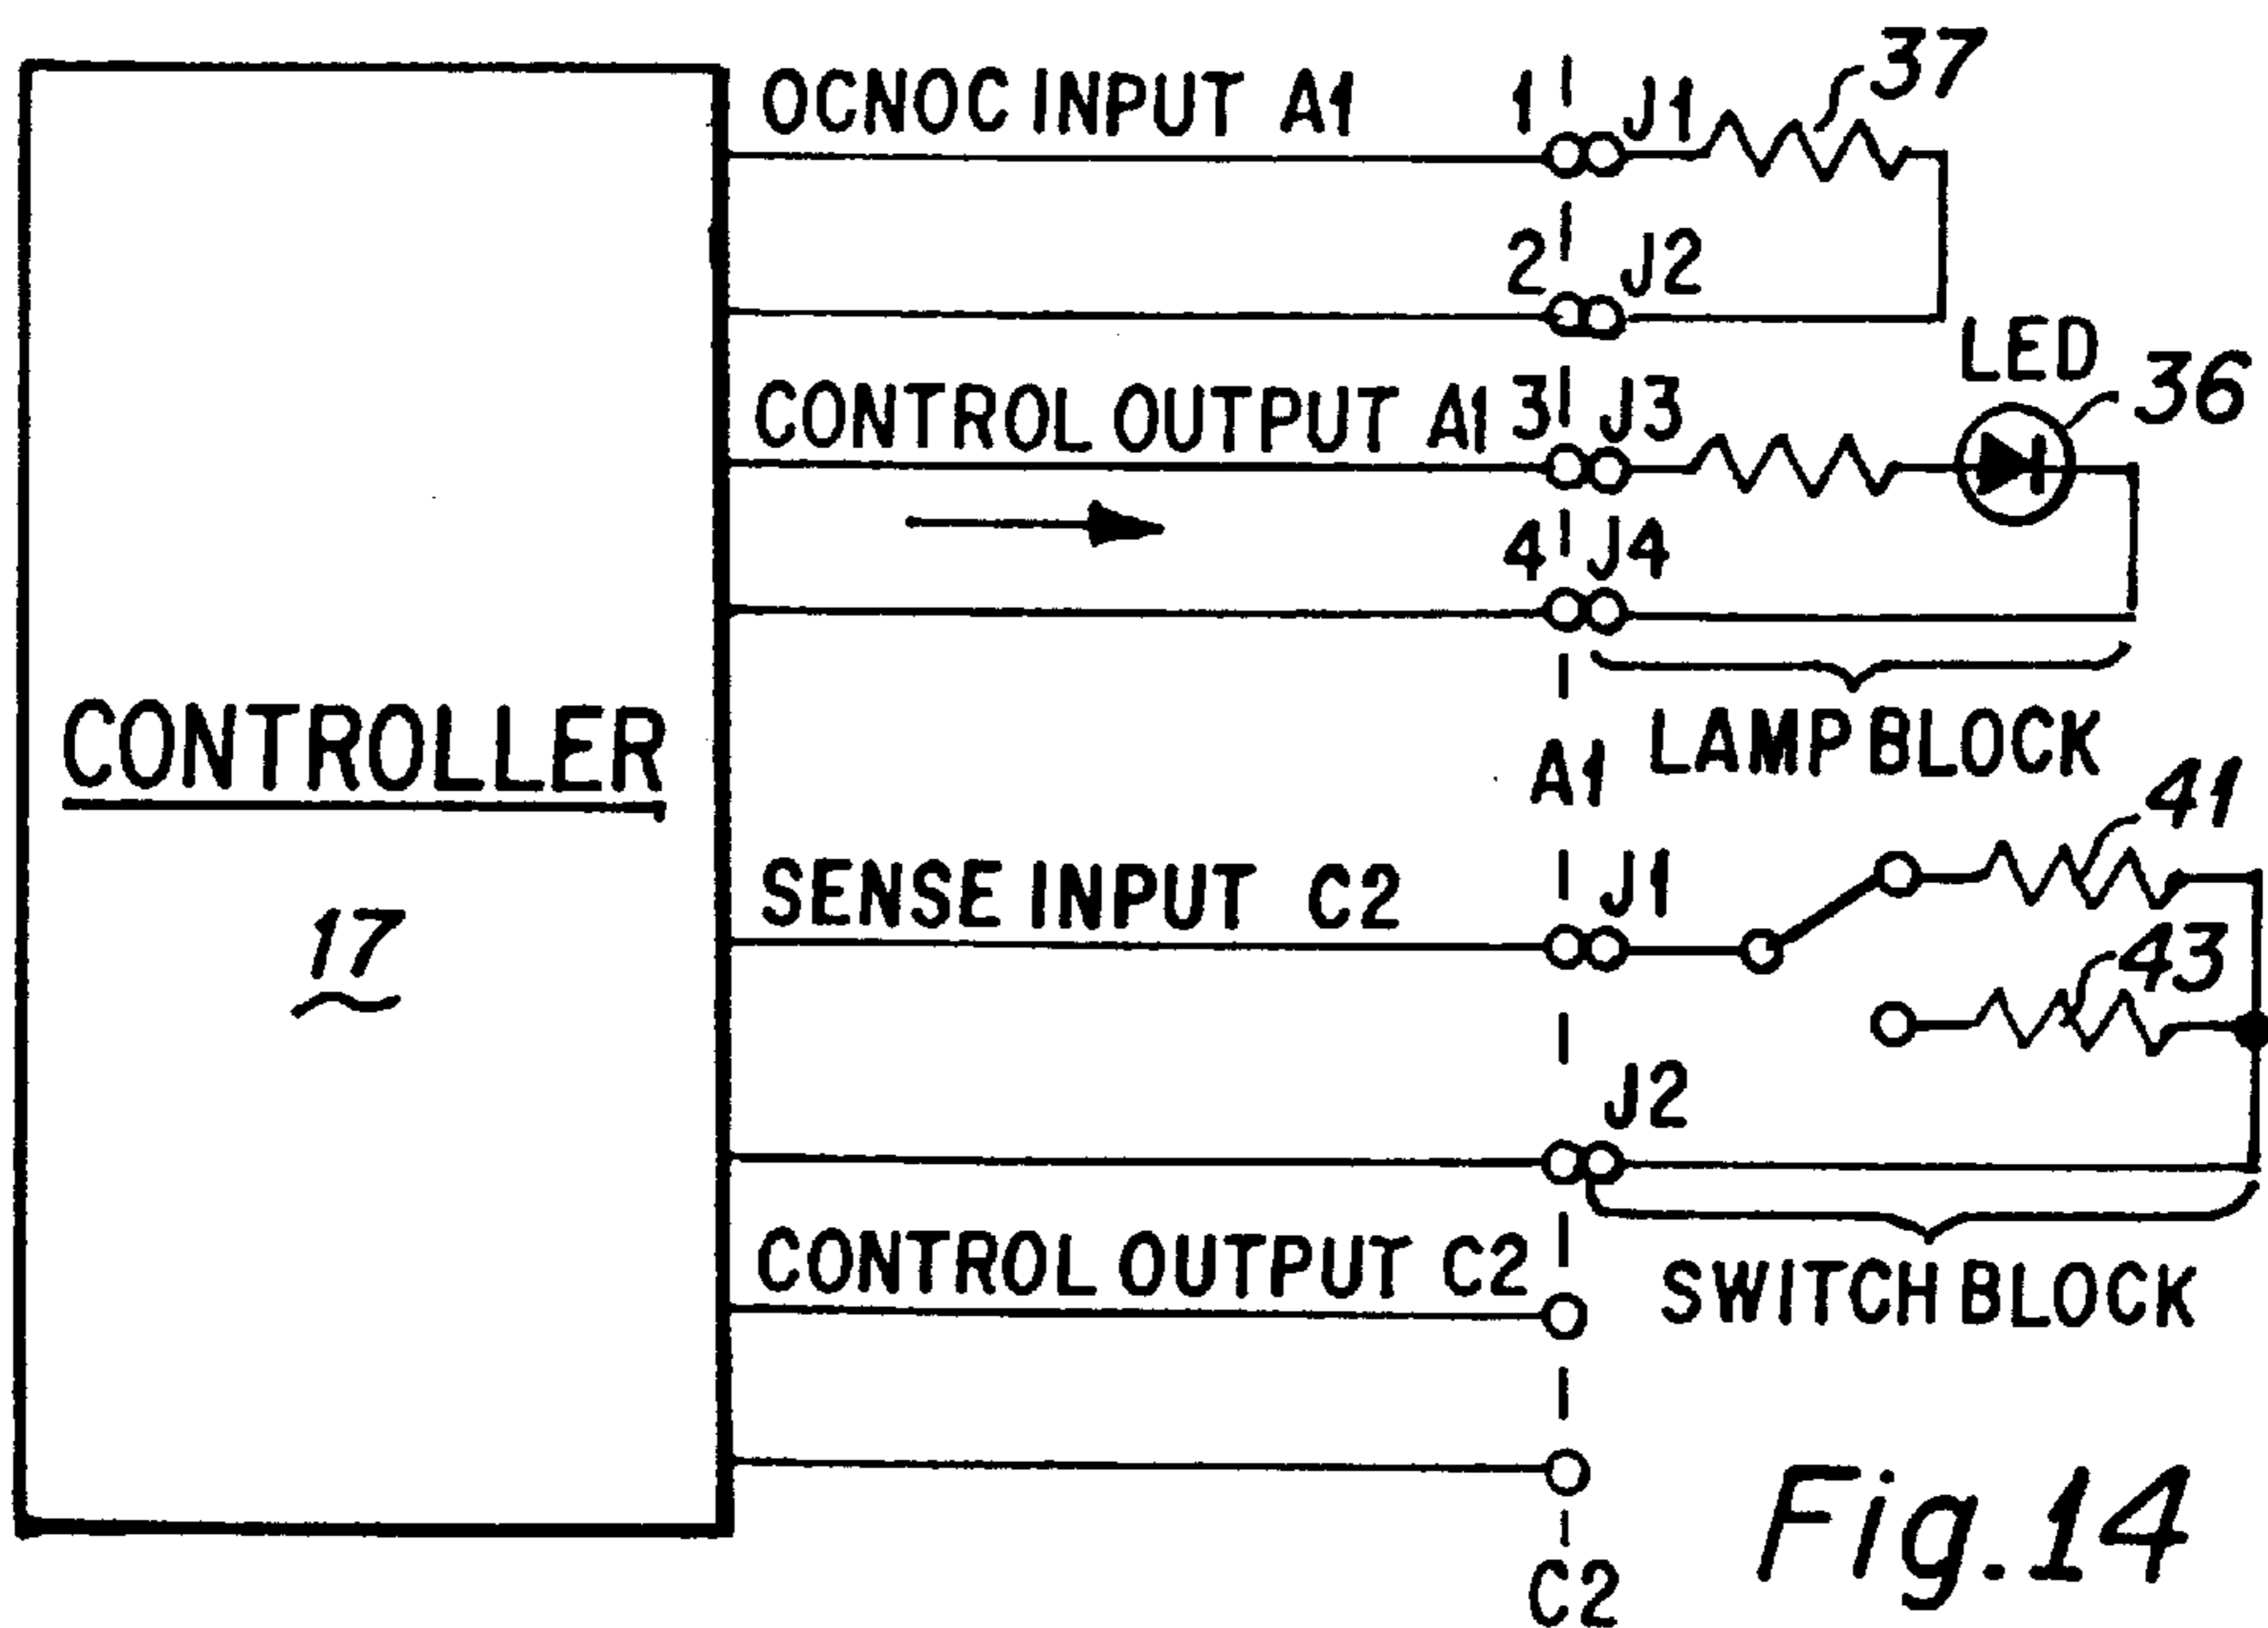 OCNOC INPUT A1 1 J1 37
2 J2
LED 36
CONTROL OUTPUT A1 3 J3
4 J4
LAMP BLOCK
CONTROLLER
17
A1
41
SENSE INPUT C2 J1
43
J2
CONTROL OUTPUT C2
SWITCH BLOCK
C2
Fig.14